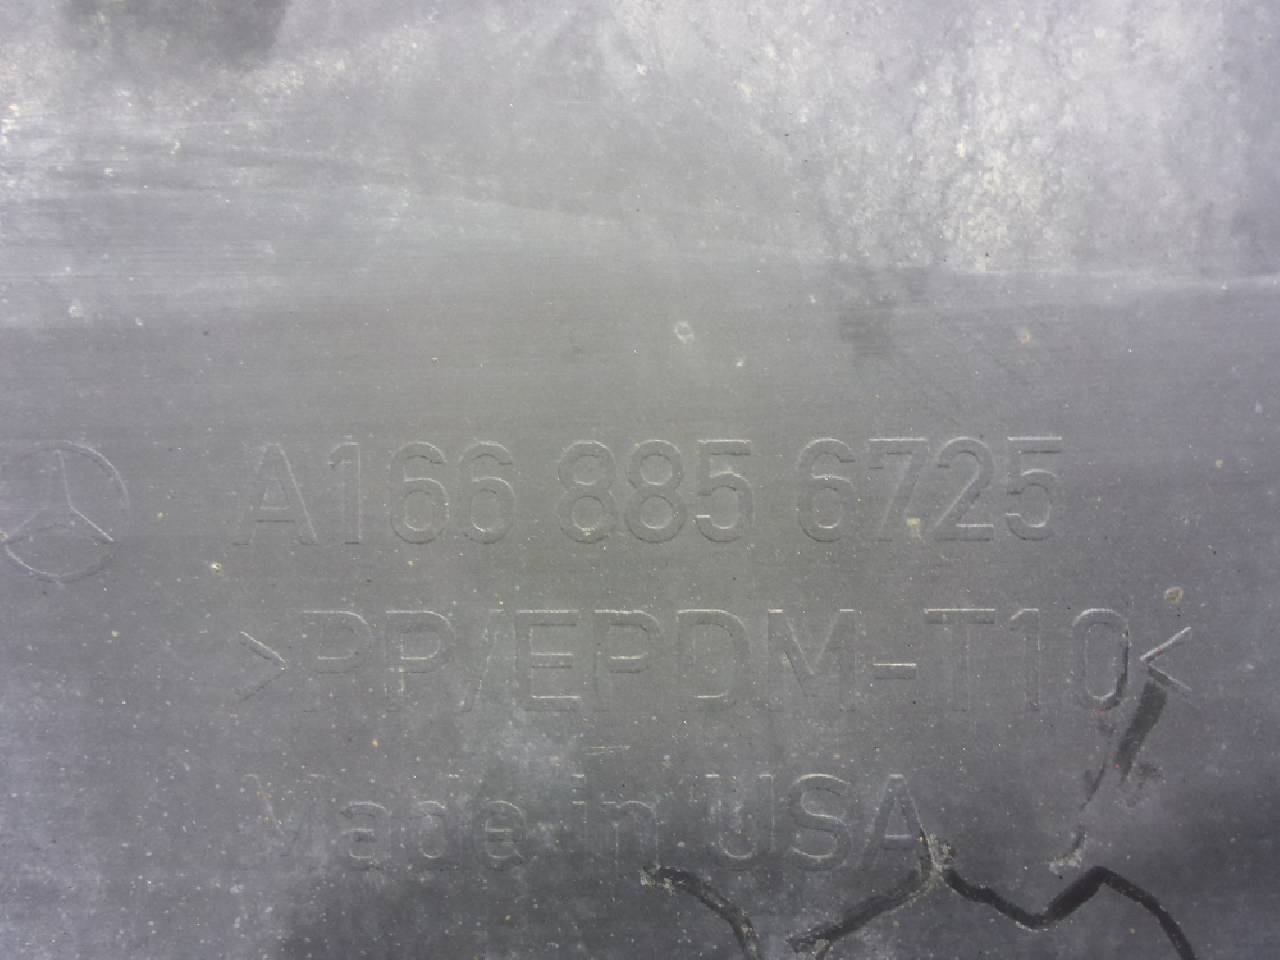 A166 885 6725
>PP/EPDM-T10<
Made in USA